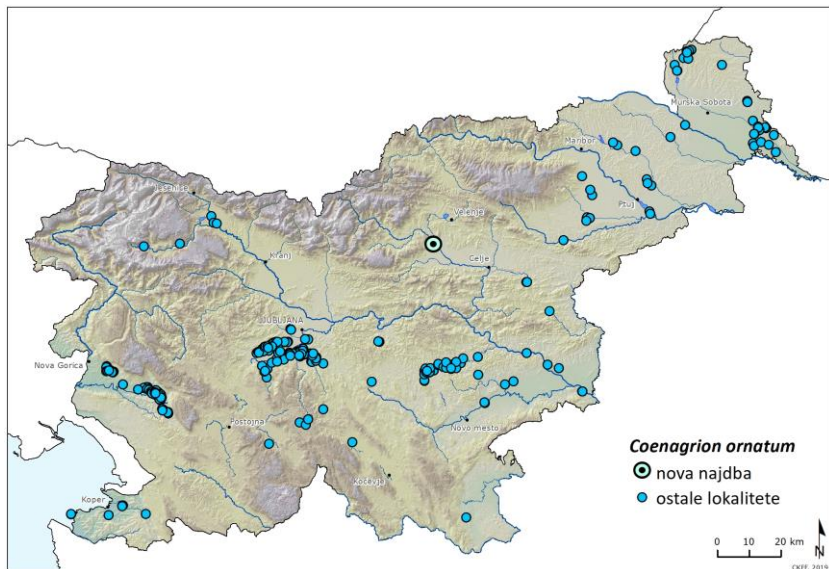 Murska Sobota
Maribor
Jesenice
Velenje
Ptuj
Kranj
Celje
LJUBLJANA
Nova Gorica
Postojna
Novo mesto
Kočevje
Koper
Coenagrion ornatum
nova najdba
ostale lokalitete
0 10 20 km
N
CKFF, 2019